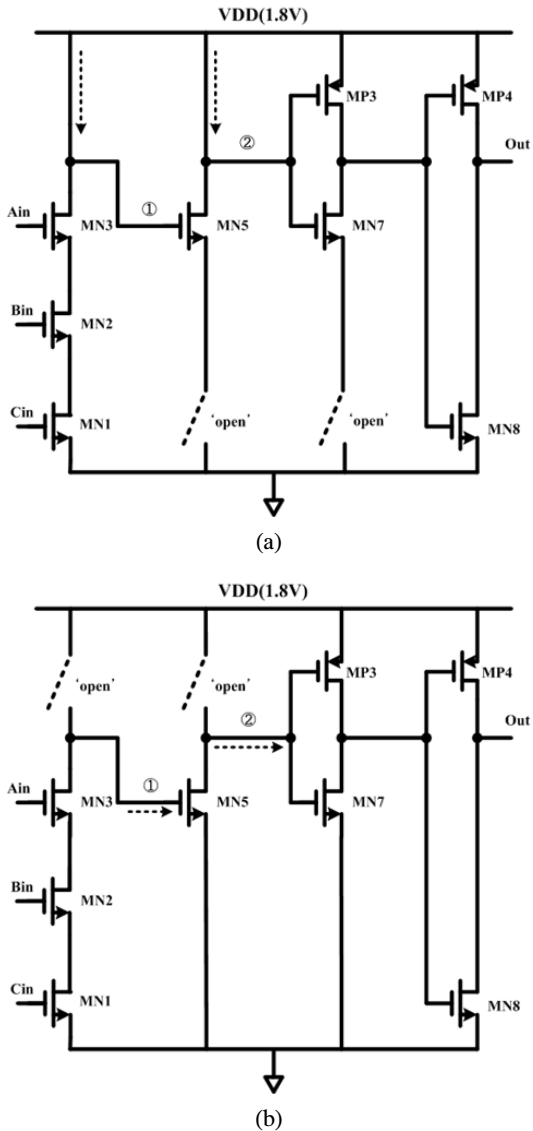 VDD(1.8V)
MP3
MP4
②
Out
Ain
①
MN3
MN5
MN7
Bin
MN2
Cin
MN1
‘open’
‘open’
MN8
(a)
VDD(1.8V)
‘open’
‘open’
MP3
MP4
②
Out
Ain
①
MN3
MN5
MN7
Bin
MN2
Cin
MN1
MN8
(b)